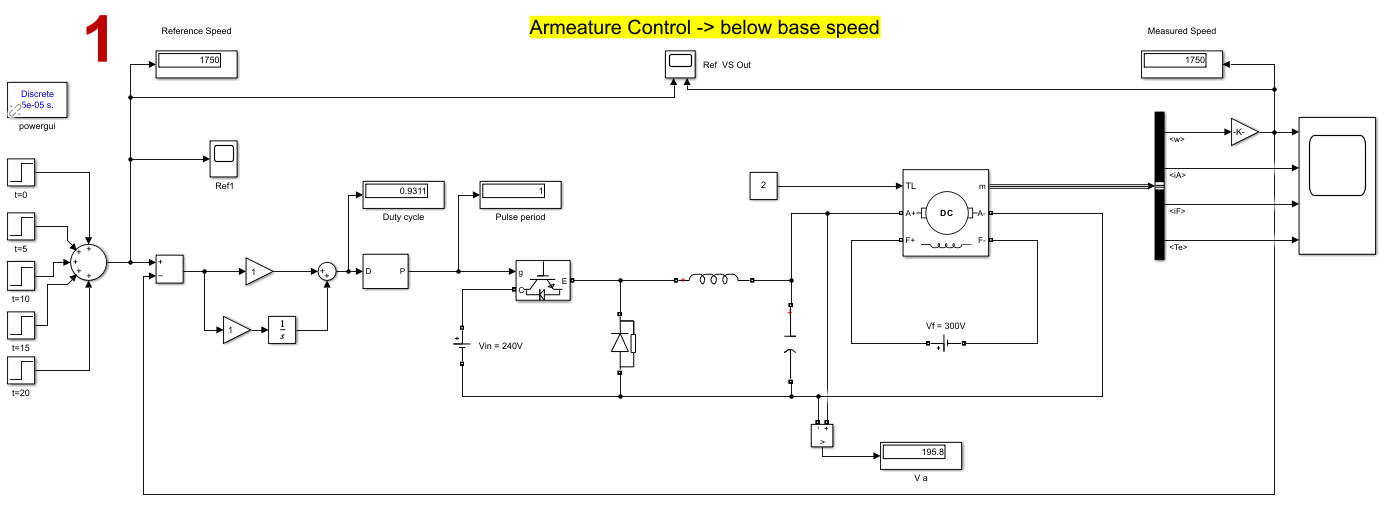 1
Armeature Control -> below base speed
Reference Speed
1750
Ref VS Out
Measured Speed
1750
Discrete
5e-05 s.
powergui
Ref1
t=0
t=5
t=10
t=15
t=20
+
+
+
+
+
+
−
1
1
1
s
+
+
0.9311
Duty cycle
D
P
1
Pulse period
g
C
E
Vin = 240V
+
+
+
2
TL
m
A+
DC
A-
F+
F-
Vf = 300V
+
-
+
>
195.8
V a
<w>
-K-
<iA>
<iF>
<Te>